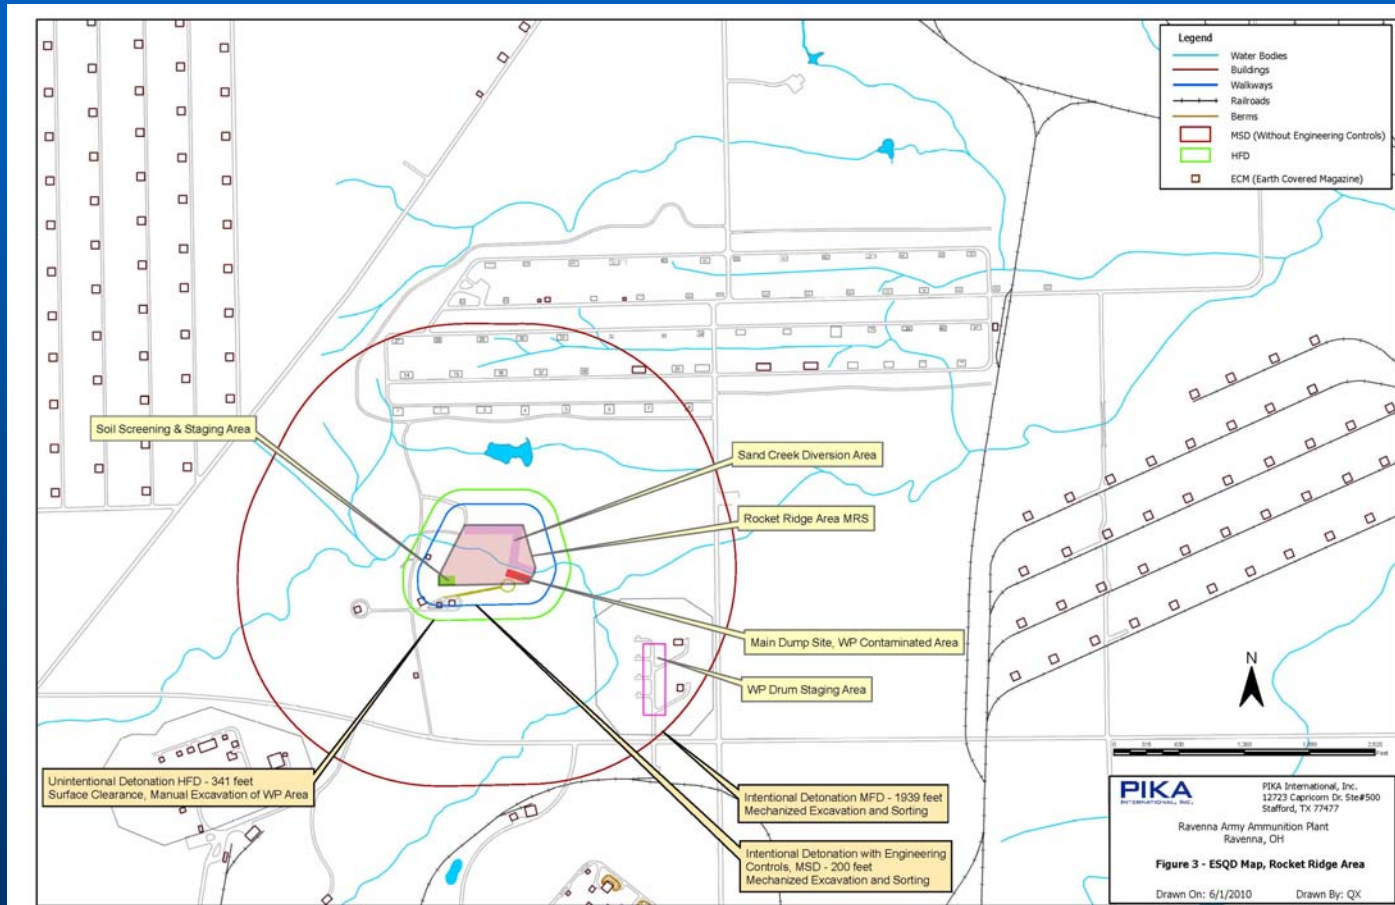 Legend
Water Bodies
Buildings
Walkways
Railroads
Berms
MSD (Without Engineering Controls)
HFD
ECM (Earth Covered Magazine)
Soil Screening & Staging Area
Sand Creek Diversion Area
Rocket Ridge Area MRS
Main Dump Site, WP Contaminated Area
WP Drum Staging Area
N
Unintentional Detonation HFD - 341 feet
Surface Clearance, Manual Excavation of WP Area
Intentional Detonation MFD - 1939 feet
Mechanized Excavation and Sorting
Intentional Detonation with Engineering
Controls, MSD - 200 feet
Mechanized Excavation and Sorting
PIKA
INTERNATIONAL, INC.
PIKA International, Inc.
12723 Capricorn Dr. Ste#500
Stafford, TX 77477
Ravenna Army Ammunition Plant
Ravenna, OH
Figure 3 - ESQD Map, Rocket Ridge Area
Drawn On: 6/1/2010 Drawn By: QX